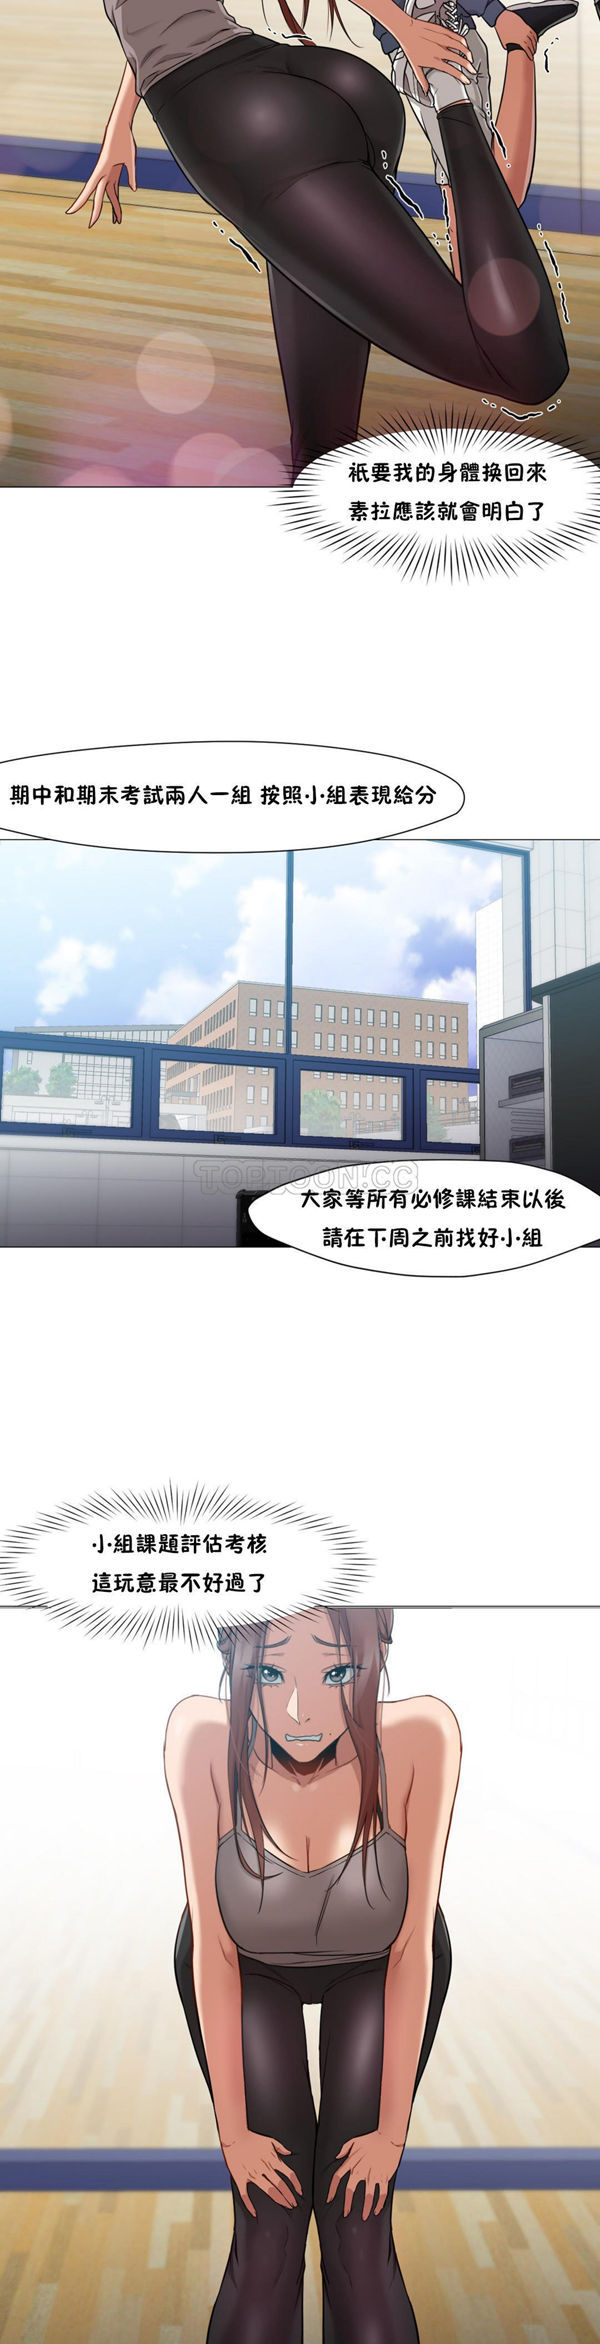 祇要我的身體换回來
素拉應該就會明白了
期中和期末考試兩人一組 按照小組表現給分
TOPTOON.CC
大家等所有必修課結束以後
請在下周之前找好小組
小組課題評估考核
這玩意最不好過了